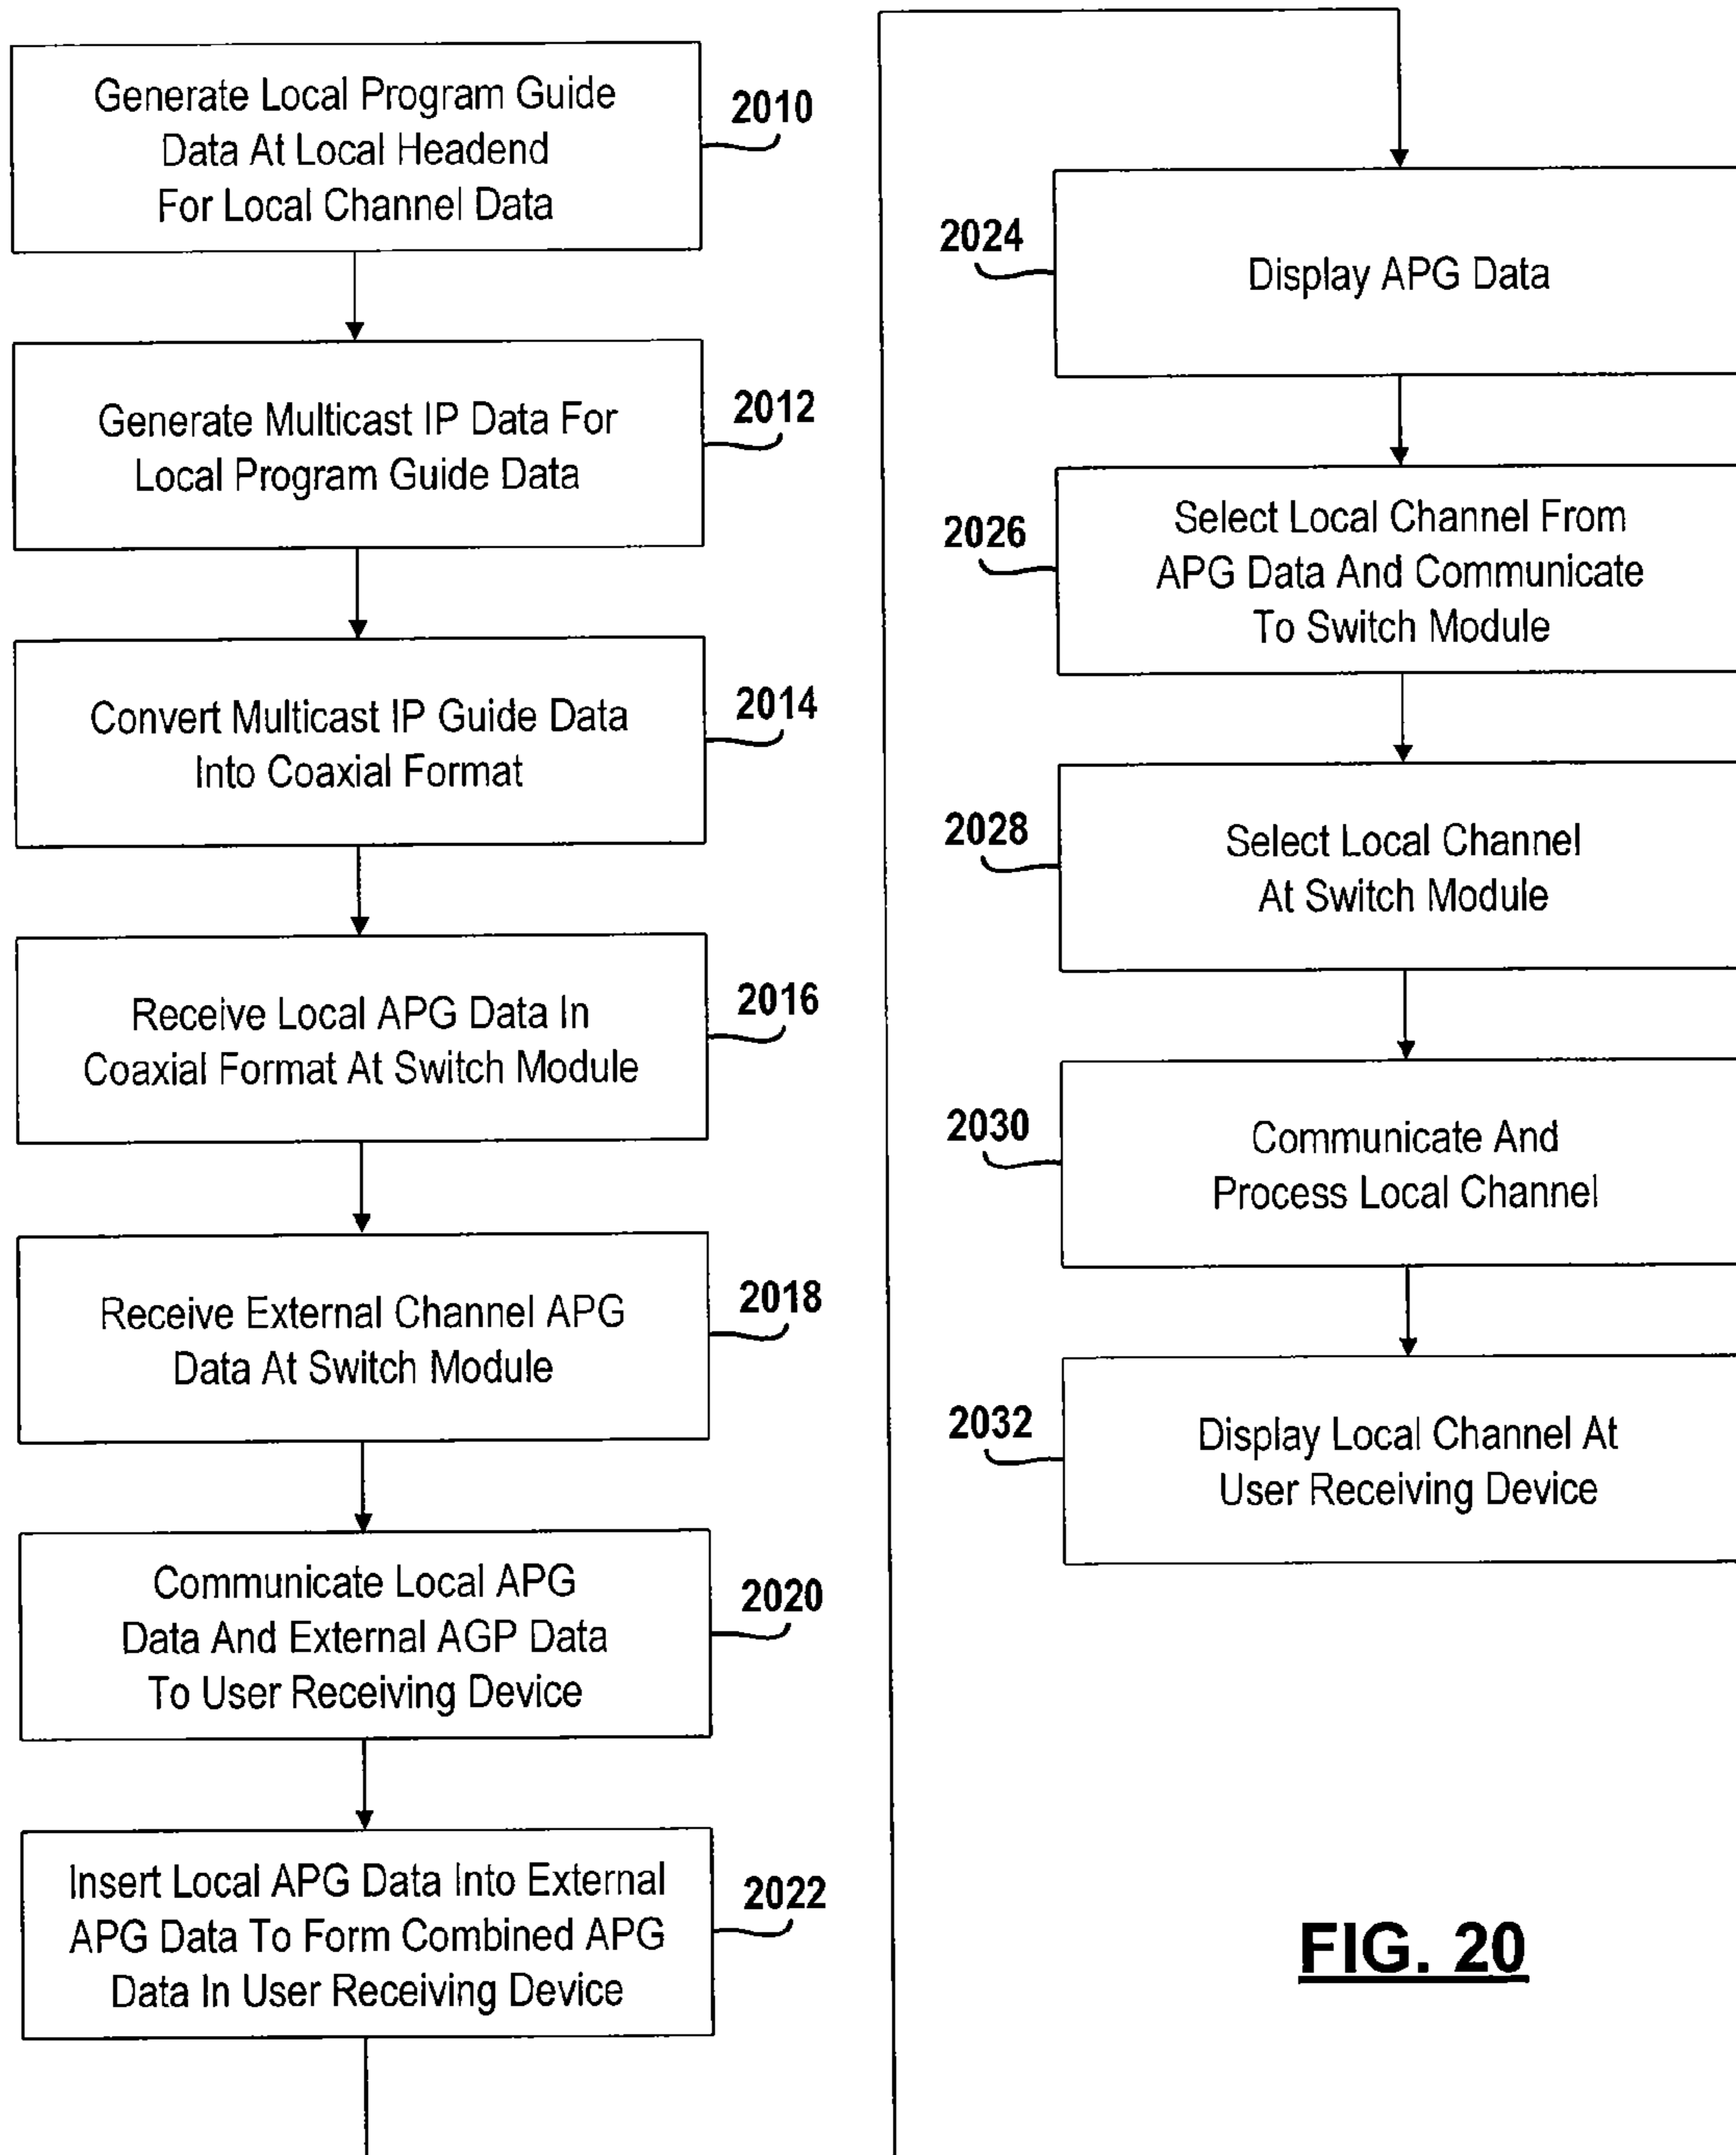 Generate Local Program Guide
Data At Local Headend
For Local Channel Data
2010
Generate Multicast IP Data For
Local Program Guide Data
2012
Convert Multicast IP Guide Data
Into Coaxial Format
2014
Receive Local APG Data In
Coaxial Format At Switch Module
2016
Receive External Channel APG
Data At Switch Module
2018
Communicate Local APG
Data And External AGP Data
To User Receiving Device
2020
Insert Local APG Data Into External
APG Data To Form Combined APG
Data In User Receiving Device
2022
2024
Display APG Data
2026
Select Local Channel From
APG Data And Communicate
To Switch Module
2028
Select Local Channel
At Switch Module
2030
Communicate And
Process Local Channel
2032
Display Local Channel At
User Receiving Device
FIG. 20